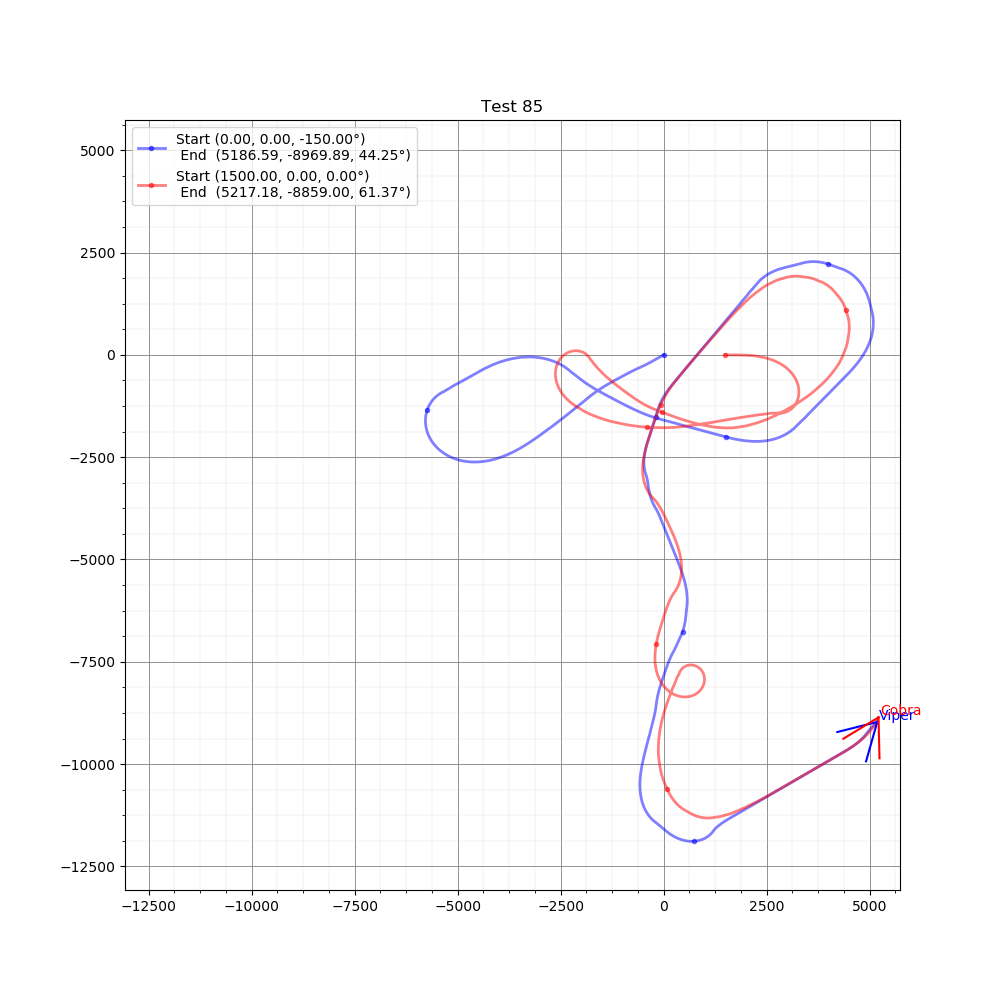 Test 85
Start (0.00, 0.00, -150.00°)
End  (5186.59, -8969.89, 44.25°)
Start (1500.00, 0.00, 0.00°)
End  (5217.18, -8859.00, 61.37°)
5000
2500
0
−2500
−5000
−7500
−10000
−12500
Cobra
Viper
−12500 −10000 −7500 −5000 −2500 0 2500 5000